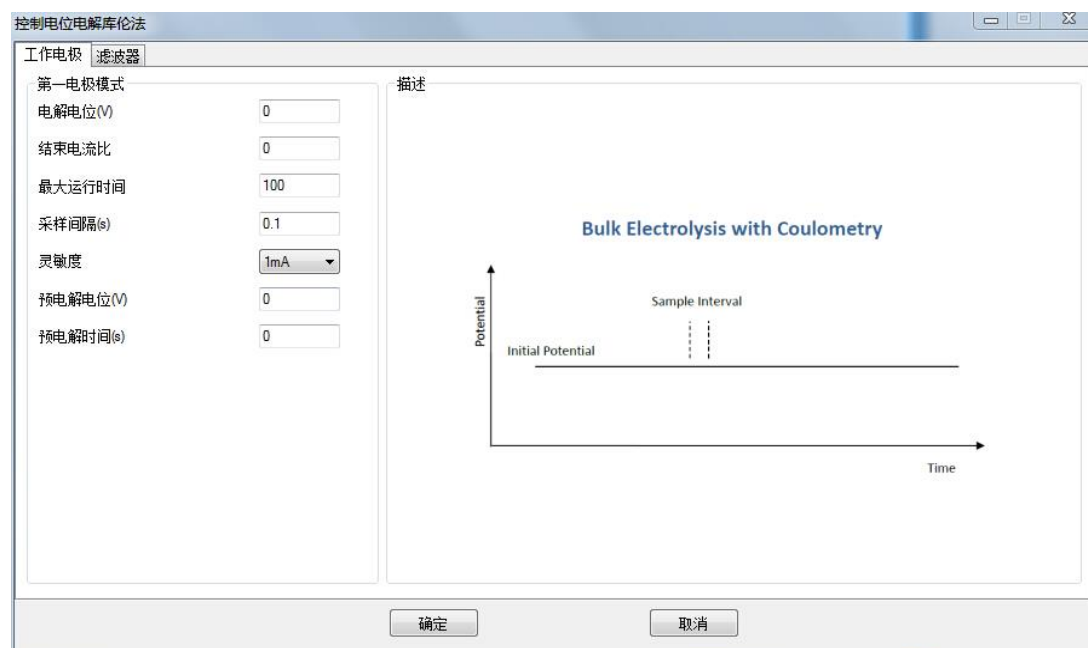 控制电位电解库伦法
工作电极 滤波器
第一电极模式
电解电位(V) 0
结束电流比 0
最大运行时间 100
采样间隔(s) 0.1
灵敏度 1mA
预电解电位(V) 0
预电解时间(s) 0
描述
Bulk Electrolysis with Coulometry
Sample Interval
Potential
Initial Potential
Time
确定 取消